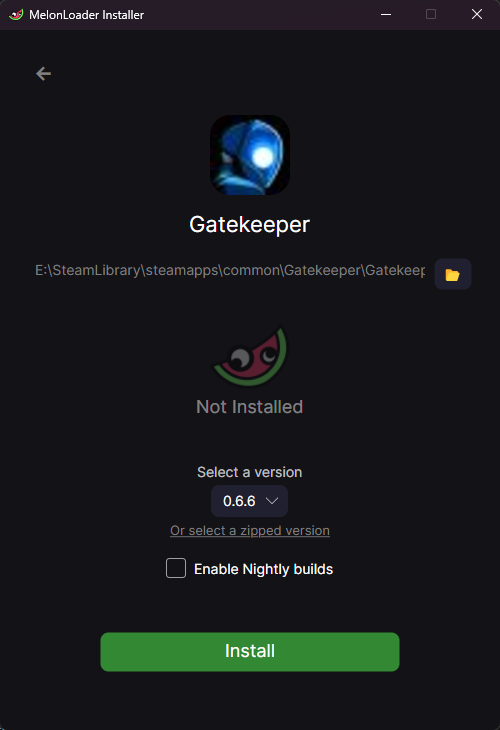 MelonLoader Installer
Gatekeeper
E:\SteamLibrary\steamapps\common\Gatekeeper\Gatekeep
Not Installed
Select a version
0.6.6
Or select a zipped version
Enable Nightly builds
Install